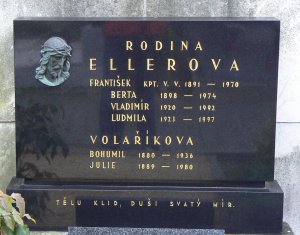 RODINA
ELLEROVA
FRANTIŠEK KPT. V. V. 1891 - 1970
BERTA 1898 - 1974
VLADIMÍR 1920 - 1992
LUDMILA 1923 - 1997
VOLAŘÍKOVA
BOHUMIL 1880 - 1936
JULIE 1889 - 1980
TĚLU KLID, DUŠI SVATÝ MÍR.